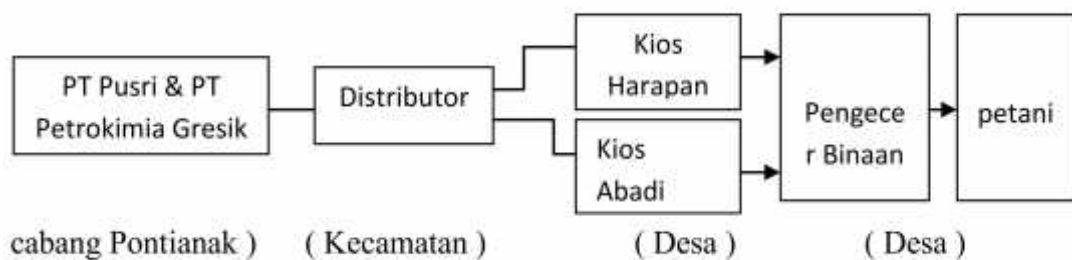 PT Pusri & PT
Petrokimia Gresik
Distributor
Kios
Harapan
Kios
Abadi
Pengece
r Binaan
petani
cabang Pontianak ) ( Kecamatan ) ( Desa ) ( Desa )